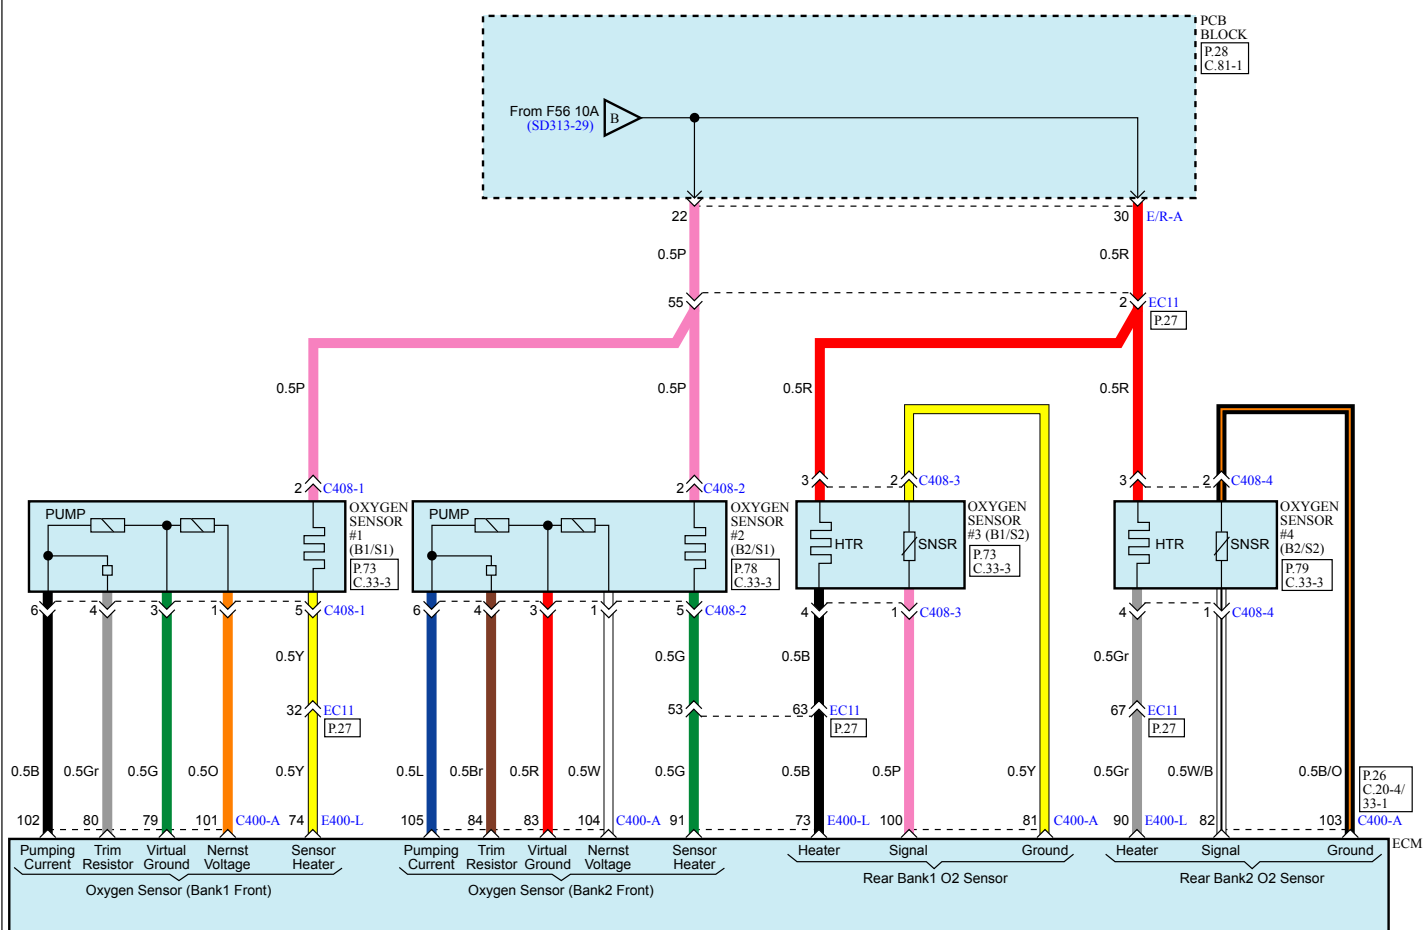 PCB
BLOCK
P.28
C.81-1
From F56 10A
(SD313-29)
B
22
30
E/R-A
0.5P
0.5R
55
2
EC11
P.27
0.5P
0.5P
0.5R
0.5R
2
C408-1
2
C408-2
3
2
C408-3
3
2
C408-4
PUMP
OXYGEN
SENSOR
#1
(B1/S1)
P.73
C.33-3
PUMP
OXYGEN
SENSOR
#2
(B2/S1)
P.78
C.33-3
HTR
SNSR
OXYGEN
SENSOR
#3 (B1/S2)
P.73
C.33-3
HTR
SNSR
OXYGEN
SENSOR
#4
(B2/S2)
P.79
C.33-3
6
4
3
1
5
C408-1
6
4
3
1
5
C408-2
4
1
C408-3
4
1
C408-4
0.5Y
0.5G
0.5B
0.5Gr
32
EC11
P.27
53
63
EC11
P.27
67
EC11
P.27
0.5B
0.5Gr
0.5G
0.5O
0.5Y
0.5L
0.5Br
0.5R
0.5W
0.5G
0.5B
0.5P
0.5Y
0.5Gr
0.5W/B
0.5B/O
P.26
C.20-4/
33-1
102
80
79
101
C400-A
74
E400-L
105
84
83
104
C400-A
91
73
E400-L
100
81
C400-A
90
E400-L
82
103
C400-A
ECM
Pumping
Current
Trim
Resistor
Virtual
Ground
Nernst
Voltage
Sensor
Heater
Pumping
Current
Trim
Resistor
Virtual
Ground
Nernst
Voltage
Sensor
Heater
Heater
Signal
Ground
Heater
Signal
Ground
Oxygen Sensor (Bank1 Front)
Oxygen Sensor (Bank2 Front)
Rear Bank1 O2 Sensor
Rear Bank2 O2 Sensor